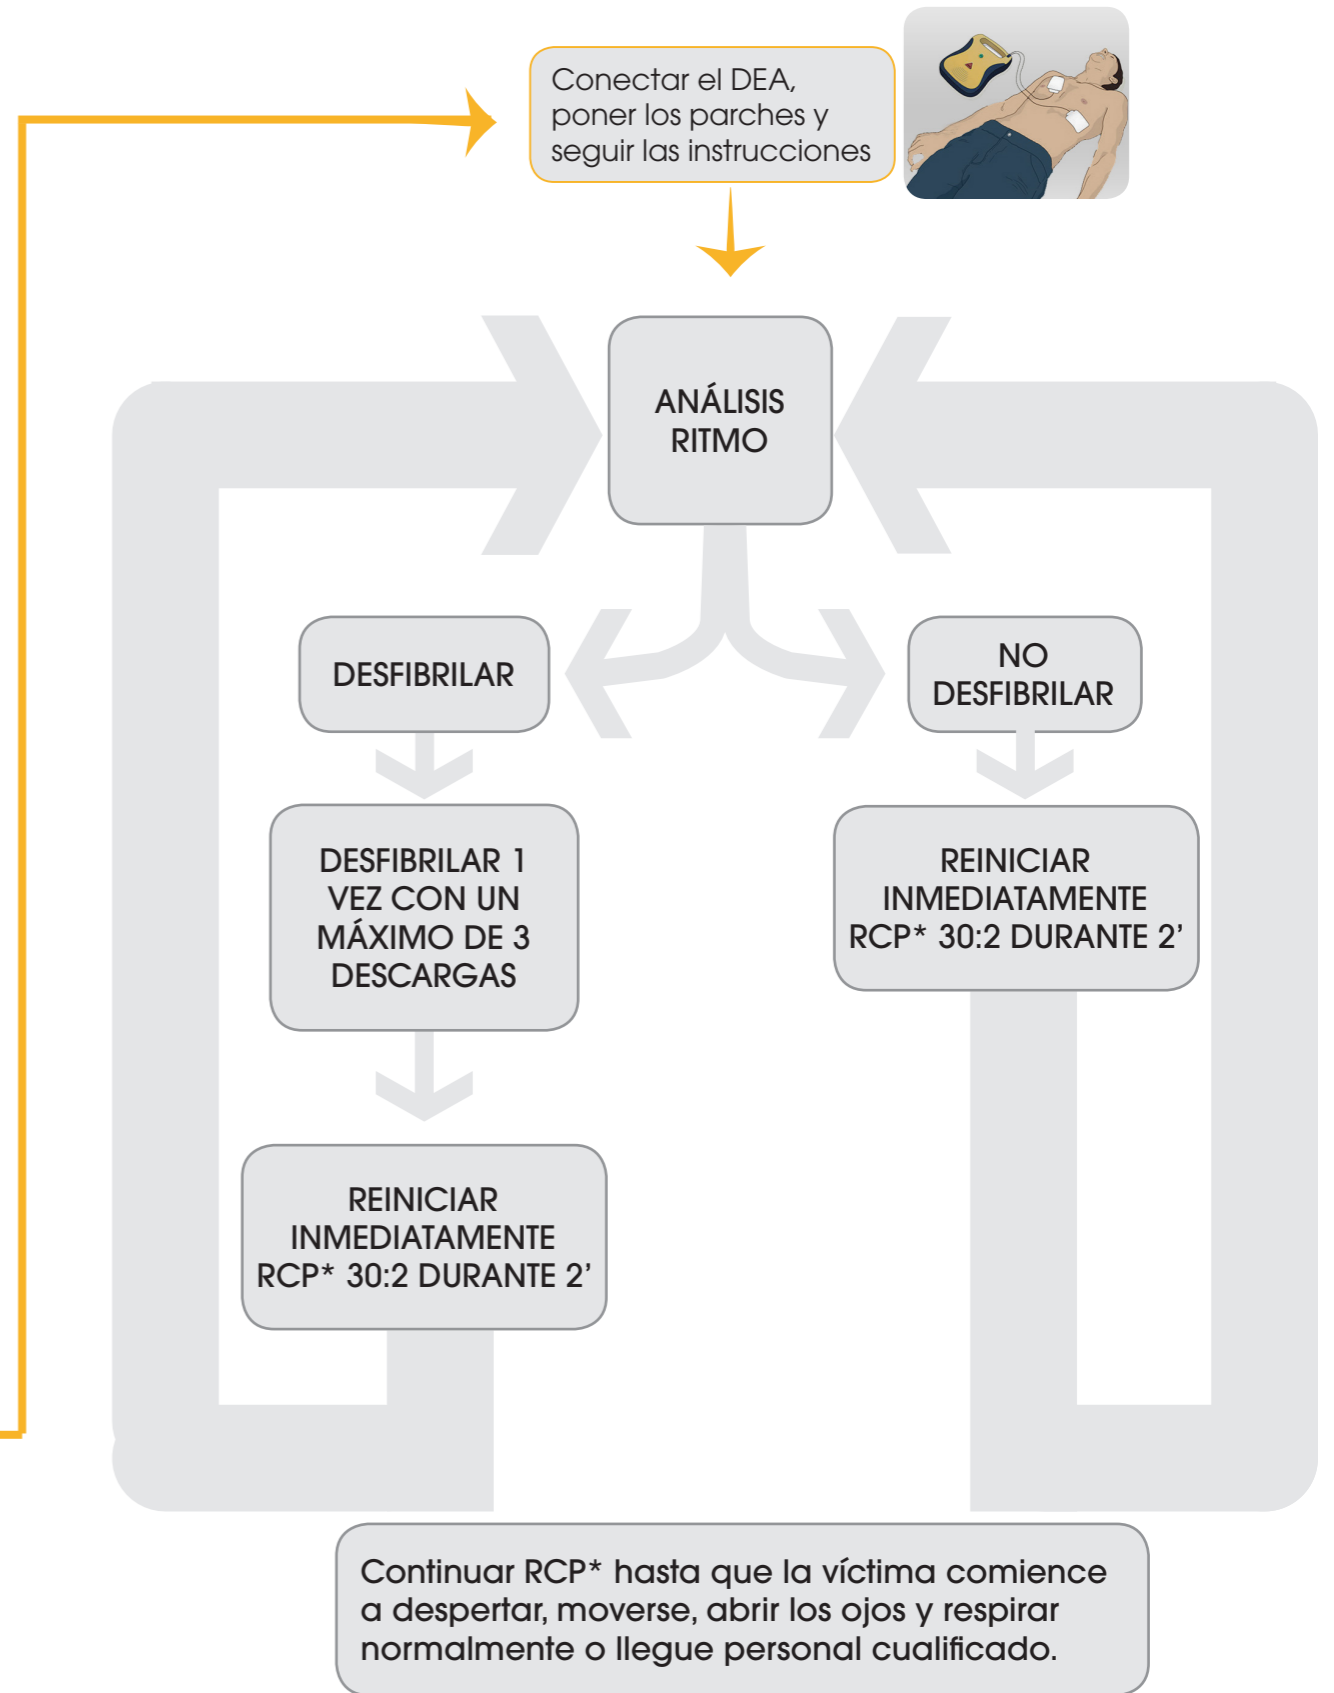 Conectar el DEA,
poner los parches y
seguir las instrucciones
ANÁLISIS
RITMO
DESFIBRILAR
NO
DESFIBRILAR
DESFIBRILAR 1
VEZ CON UN
MÁXIMO DE 3
DESCARGAS
REINICIAR
INMEDIATAMENTE
RCP* 30:2 DURANTE 2’
REINICIAR
INMEDIATAMENTE
RCP* 30:2 DURANTE 2’
Continuar RCP* hasta que la víctima comience
a despertar, moverse, abrir los ojos y respirar
normalmente o llegue personal cualificado.